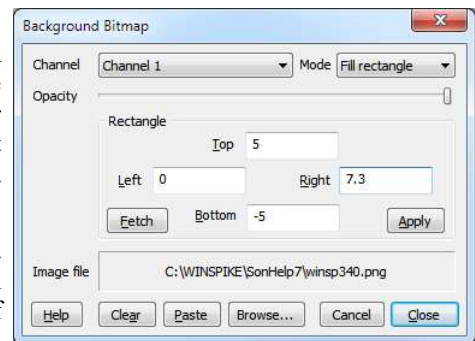 Background Bitmap
X
Channel Channel 1 Mode Fill rectangle
Opacity
Rectangle
Top 5
Left 0 Right 7.3
Fetch Bottom -5 Apply
Image file C:\WINSPIKE\SonHelp7\winsp340.png
Help Clear Paste Browse... Cancel Close